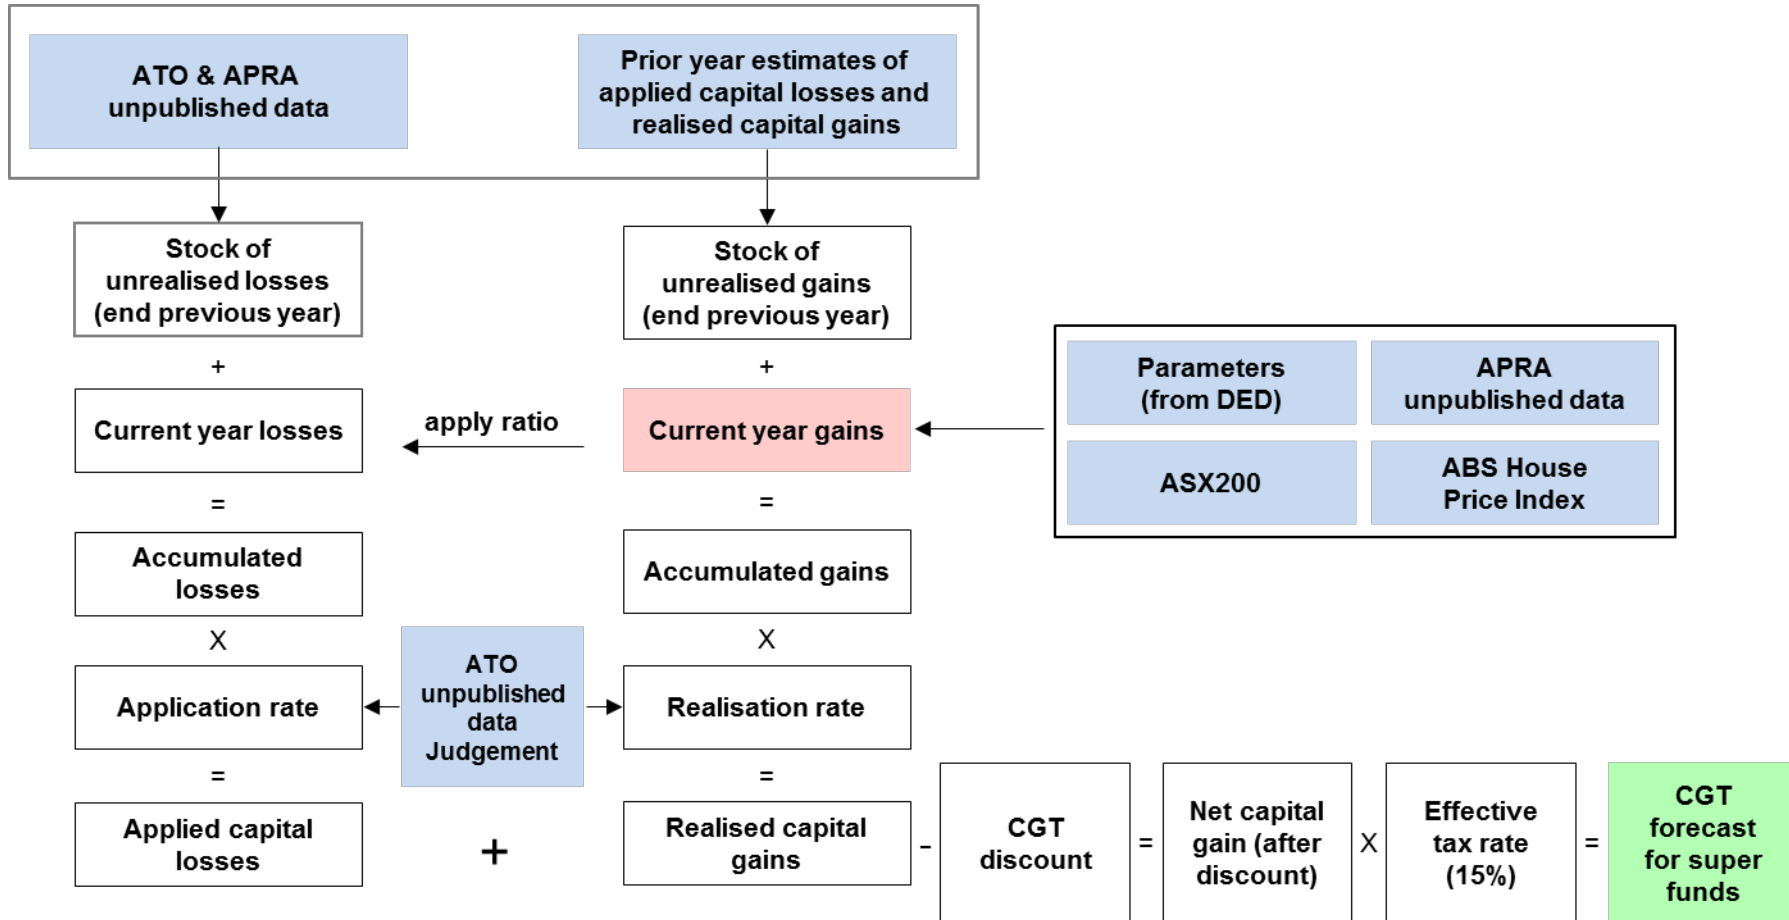 ATO & APRA
unpublished data
Prior year estimates of
applied capital losses and
realised capital gains
Stock of
unrealised losses
(end previous year)
Stock of
unrealised gains
(end previous year)
+
+
Parameters
(from DED)
APRA
unpublished data
Current year losses
apply ratio
Current year gains
ASX200
ABS House
Price Index
=
=
Accumulated
losses
Accumulated gains
X
X
Application rate
ATO
unpublished
data
Judgement
Realisation rate
=
=
Applied capital
losses
+
Realised capital
gains
-
CGT
discount
=
Net capital
gain (after
discount)
X
Effective
tax rate
(15%)
=
CGT
forecast
for super
funds